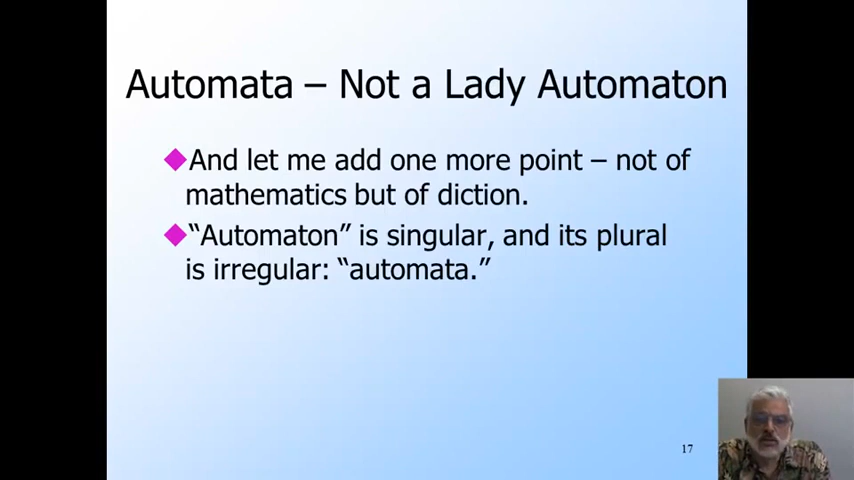 Automata – Not a Lady Automaton
And let me add one more point – not of
mathematics but of diction.
“Automaton” is singular, and its plural
is irregular: “automata.”
17